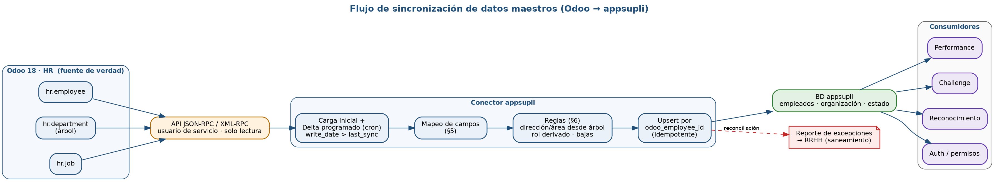 Flujo de sincronización de datos maestros (Odoo → appsupli)
Odoo 18 · HR  (fuente de verdad)
hr.employee
hr.department
(árbol)
hr.job
API JSON-RPC / XML-RPC
usuario de servicio · solo lectura
Conector appsupli
Carga inicial +
Delta programado (cron)
write_date > last_sync
Mapeo de campos
(§5)
Reglas (§6)
dirección/área desde árbol
rol derivado · bajas
Upsert por
odoo_employee_id
(idempotente)
reconciliación
BD appsupli
empleados · organización · estado
Reporte de excepciones
→ RRHH (saneamiento)
Consumidores
Performance
Challenge
Reconocimiento
Auth / permisos